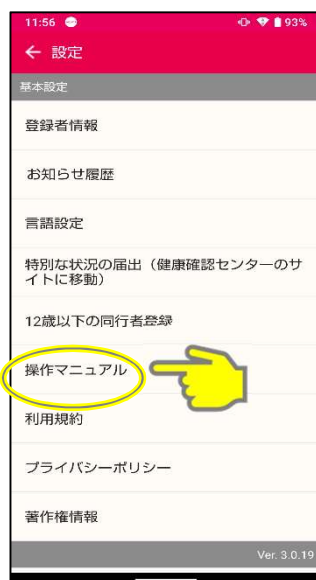 11:56 93%
← 設定
基本設定
登録者情報
お知らせ履歴
言語設定
特別な状況の届出（健康確認センターのサ
イトに移動）
12歳以下の同行者登録
操作マニュアル
利用規約
プライバシーポリシー
著作権情報
Ver. 3.0.19